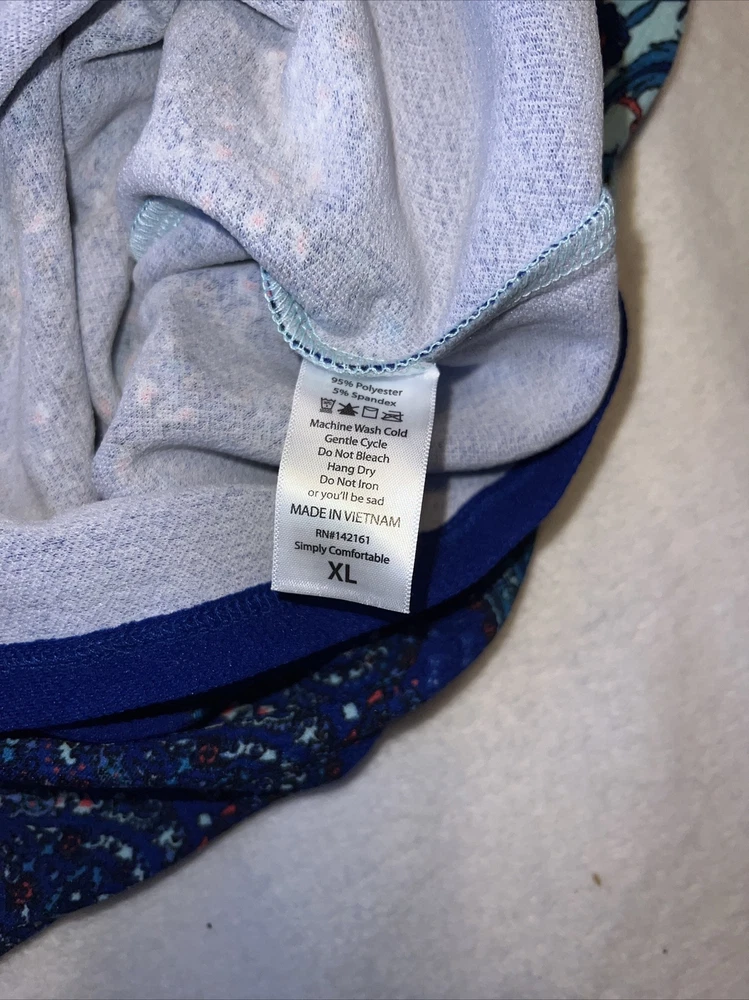 95% Polyester
5% Spandex
Machine Wash Cold
Gentle Cycle
Do Not Bleach
Hang Dry
Do Not Iron
or you'll be sad
MADE IN VIETNAM
RN#142161
Simply Comfortable
XL